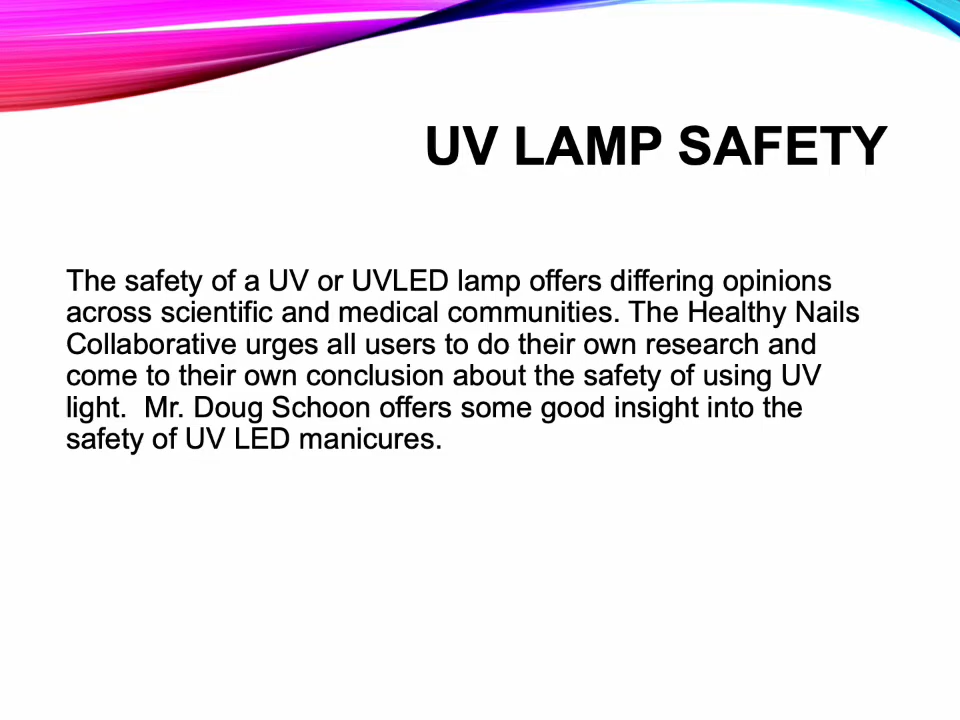 UV LAMP SAFETY
The safety of a UV or UVLED lamp offers differing opinions
across scientific and medical communities. The Healthy Nails
Collaborative urges all users to do their own research and
come to their own conclusion about the safety of using UV
light.  Mr. Doug Schoon offers some good insight into the
safety of UV LED manicures.